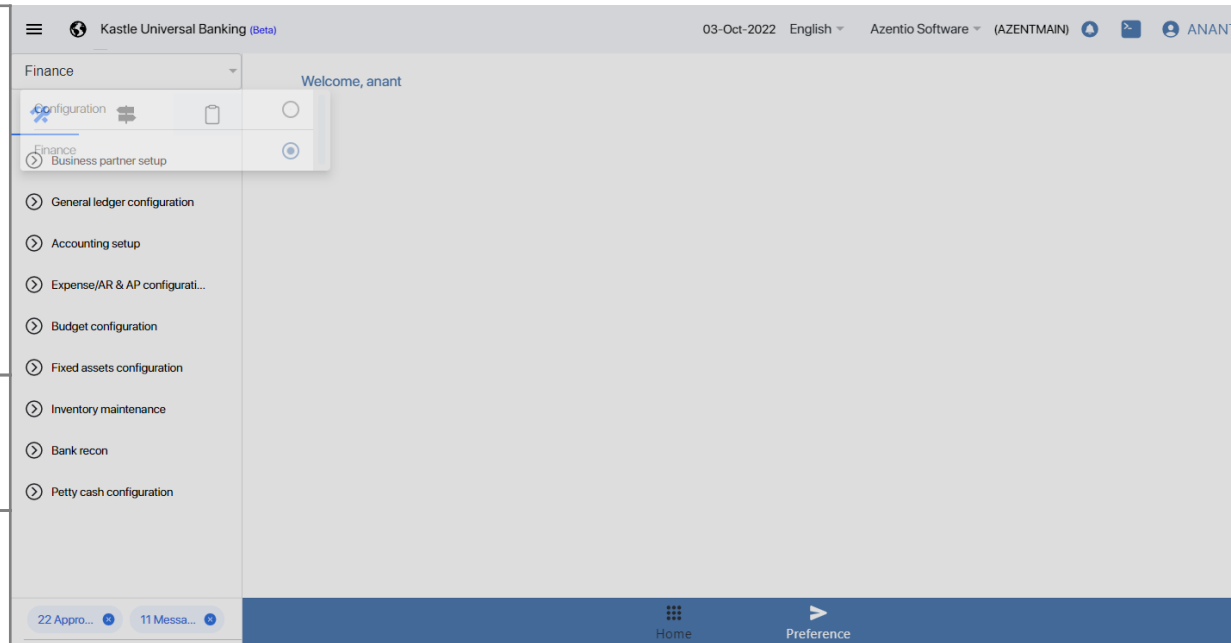 Kastle Universal Banking (Beta)
03-Oct-2022 English Azentio Software (AZENTMAIN) ANANT
Finance
Welcome, anant
Configuration
Finance
Business partner setup
General ledger configuration
Accounting setup
Expense/AR & AP configurati...
Budget configuration
Fixed assets configuration
Inventory maintenance
Bank recon
Petty cash configuration
22 Appro... 11 Messa...
Home Preference